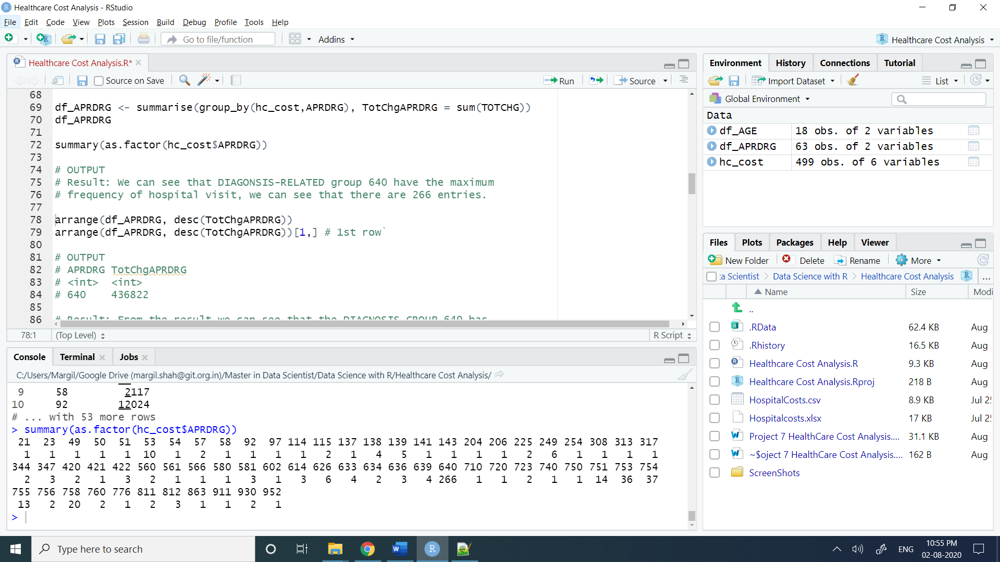 Healthcare Cost Analysis - RStudio
File Edit Code View Plots Session Build Debug Profile Tools Help
Go to file/function Addins Healthcare Cost Analysis
Healthcare Cost Analysis.R*
Source on Save Run Source
68
69 df_APRDRG <- summarise(group_by(hc_cost,APRDRG), TotChgAPRDRG = sum(TOTCHG))
70 df_APRDRG
71
72 summary(as.factor(hc_cost$APRDRG))
73
74 # OUTPUT
75 # Result: We can see that DIAGONSIS-RELATED group 640 have the maximum
76 # frequency of hospital visit, we can see that there are 266 entries.
77
78 arrange(df_APRDRG, desc(TotChgAPRDRG))
79 arrange(df_APRDRG, desc(TotChgAPRDRG))[1,] # 1st row`
80
81 # OUTPUT
82 # APRDRG TotChgAPRDRG
83 # <int> <int>
84 # 640 436822
85
86 # Result: From the result we can see that the DIAGNOSIS GROUP 640 has
78:1 (Top Level) R Script
Console Terminal Jobs
C:/Users/Margil/Google Drive (margil.shah@git.org.in)/Master in Data Scientist/Data Science with R/Healthcare Cost Analysis/
9 58 2117
10 92 12024
# ... with 53 more rows
> summary(as.factor(hc_cost$APRDRG))
21 23 49 50 51 53 54 57 58 92 97 114 115 137 138 139 141 143 204 206 225 249 254 308 313 317
1 1 1 1 1 10 1 2 1 1 1 1 2 1 4 5 1 1 1 1 2 6 1 1 1 1
344 347 420 421 422 560 561 566 580 581 602 614 626 633 634 636 639 640 710 720 723 740 750 751 753 754
2 3 2 1 3 2 1 1 1 3 1 3 6 4 2 3 4 266 1 1 2 1 1 14 36 37
755 756 758 760 776 811 812 863 911 930 952
13 2 20 2 1 2 3 1 1 2 1
>
Environment History Connections Tutorial
Import Dataset List
Global Environment
Data
df_AGE 18 obs. of 2 variables
df_APRDRG 63 obs. of 2 variables
hc_cost 499 obs. of 6 variables
Files Plots Packages Help Viewer
New Folder Delete Rename More
:a Scientist Data Science with R Healthcare Cost Analysis ...
Name Size Modi
..
.RData 62.4 KB Aug
.Rhistory 16.5 KB Aug
Healthcare Cost Analysis.R 9.3 KB Aug
Healthcare Cost Analysis.Rproj 218 B Aug
HospitalCosts.csv 8.9 KB Jul 2
Hospitalcosts.xlsx 17 KB Jul 2
Project 7 HealthCare Cost Analysis.... 31.1 KB Aug
~$oject 7 HealthCare Cost Analysis.... 162 B Aug
ScreenShots
Type here to search
ENG
10:55 PM
02-08-2020